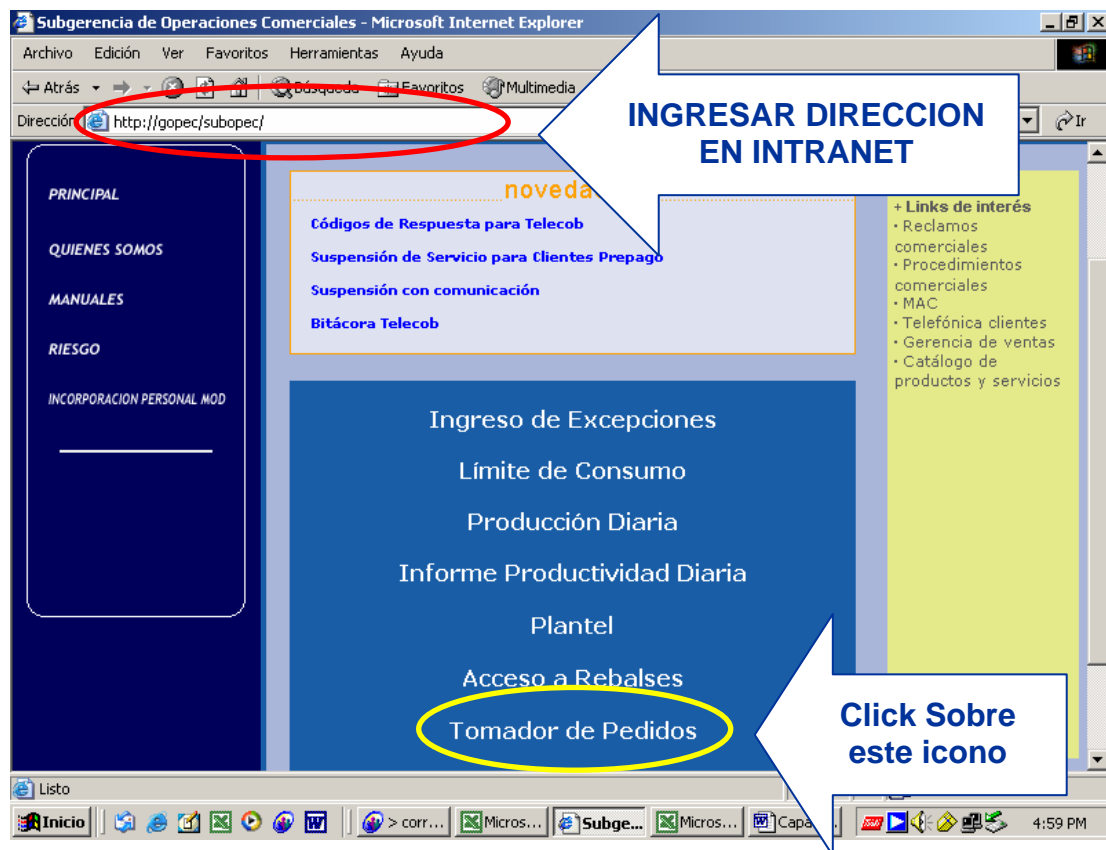 Subgerencia de Operaciones Comerciales - Microsoft Internet Explorer
Archivo Edición Ver Favoritos Herramientas Ayuda
Atrás Búsqueda Favoritos Multimedia
Dirección http://gopec/subopec/ Ir
INGRESAR DIRECCION
EN INTRANET
PRINCIPAL
QUIENES SOMOS
MANUALES
RIESGO
INCORPORACION PERSONAL MOD
Códigos de Respuesta para Telecob
Suspensión de Servicio para Clientes Prepago
Suspensión con comunicación
Bitácora Telecob
Ingreso de Excepciones
Límite de Consumo
Producción Diaria
Informe Productividad Diaria
Plantel
Acceso a Rebalses
Tomador de Pedidos
+ Links de interés
· Reclamos
comerciales
· Procedimientos
comerciales
· MAC
· Telefónica clientes
· Gerencia de ventas
· Catálogo de
productos y servicios
Click Sobre
este icono
Listo
Inicio > corr... Micros... Subge... Micros... 4:59 PM